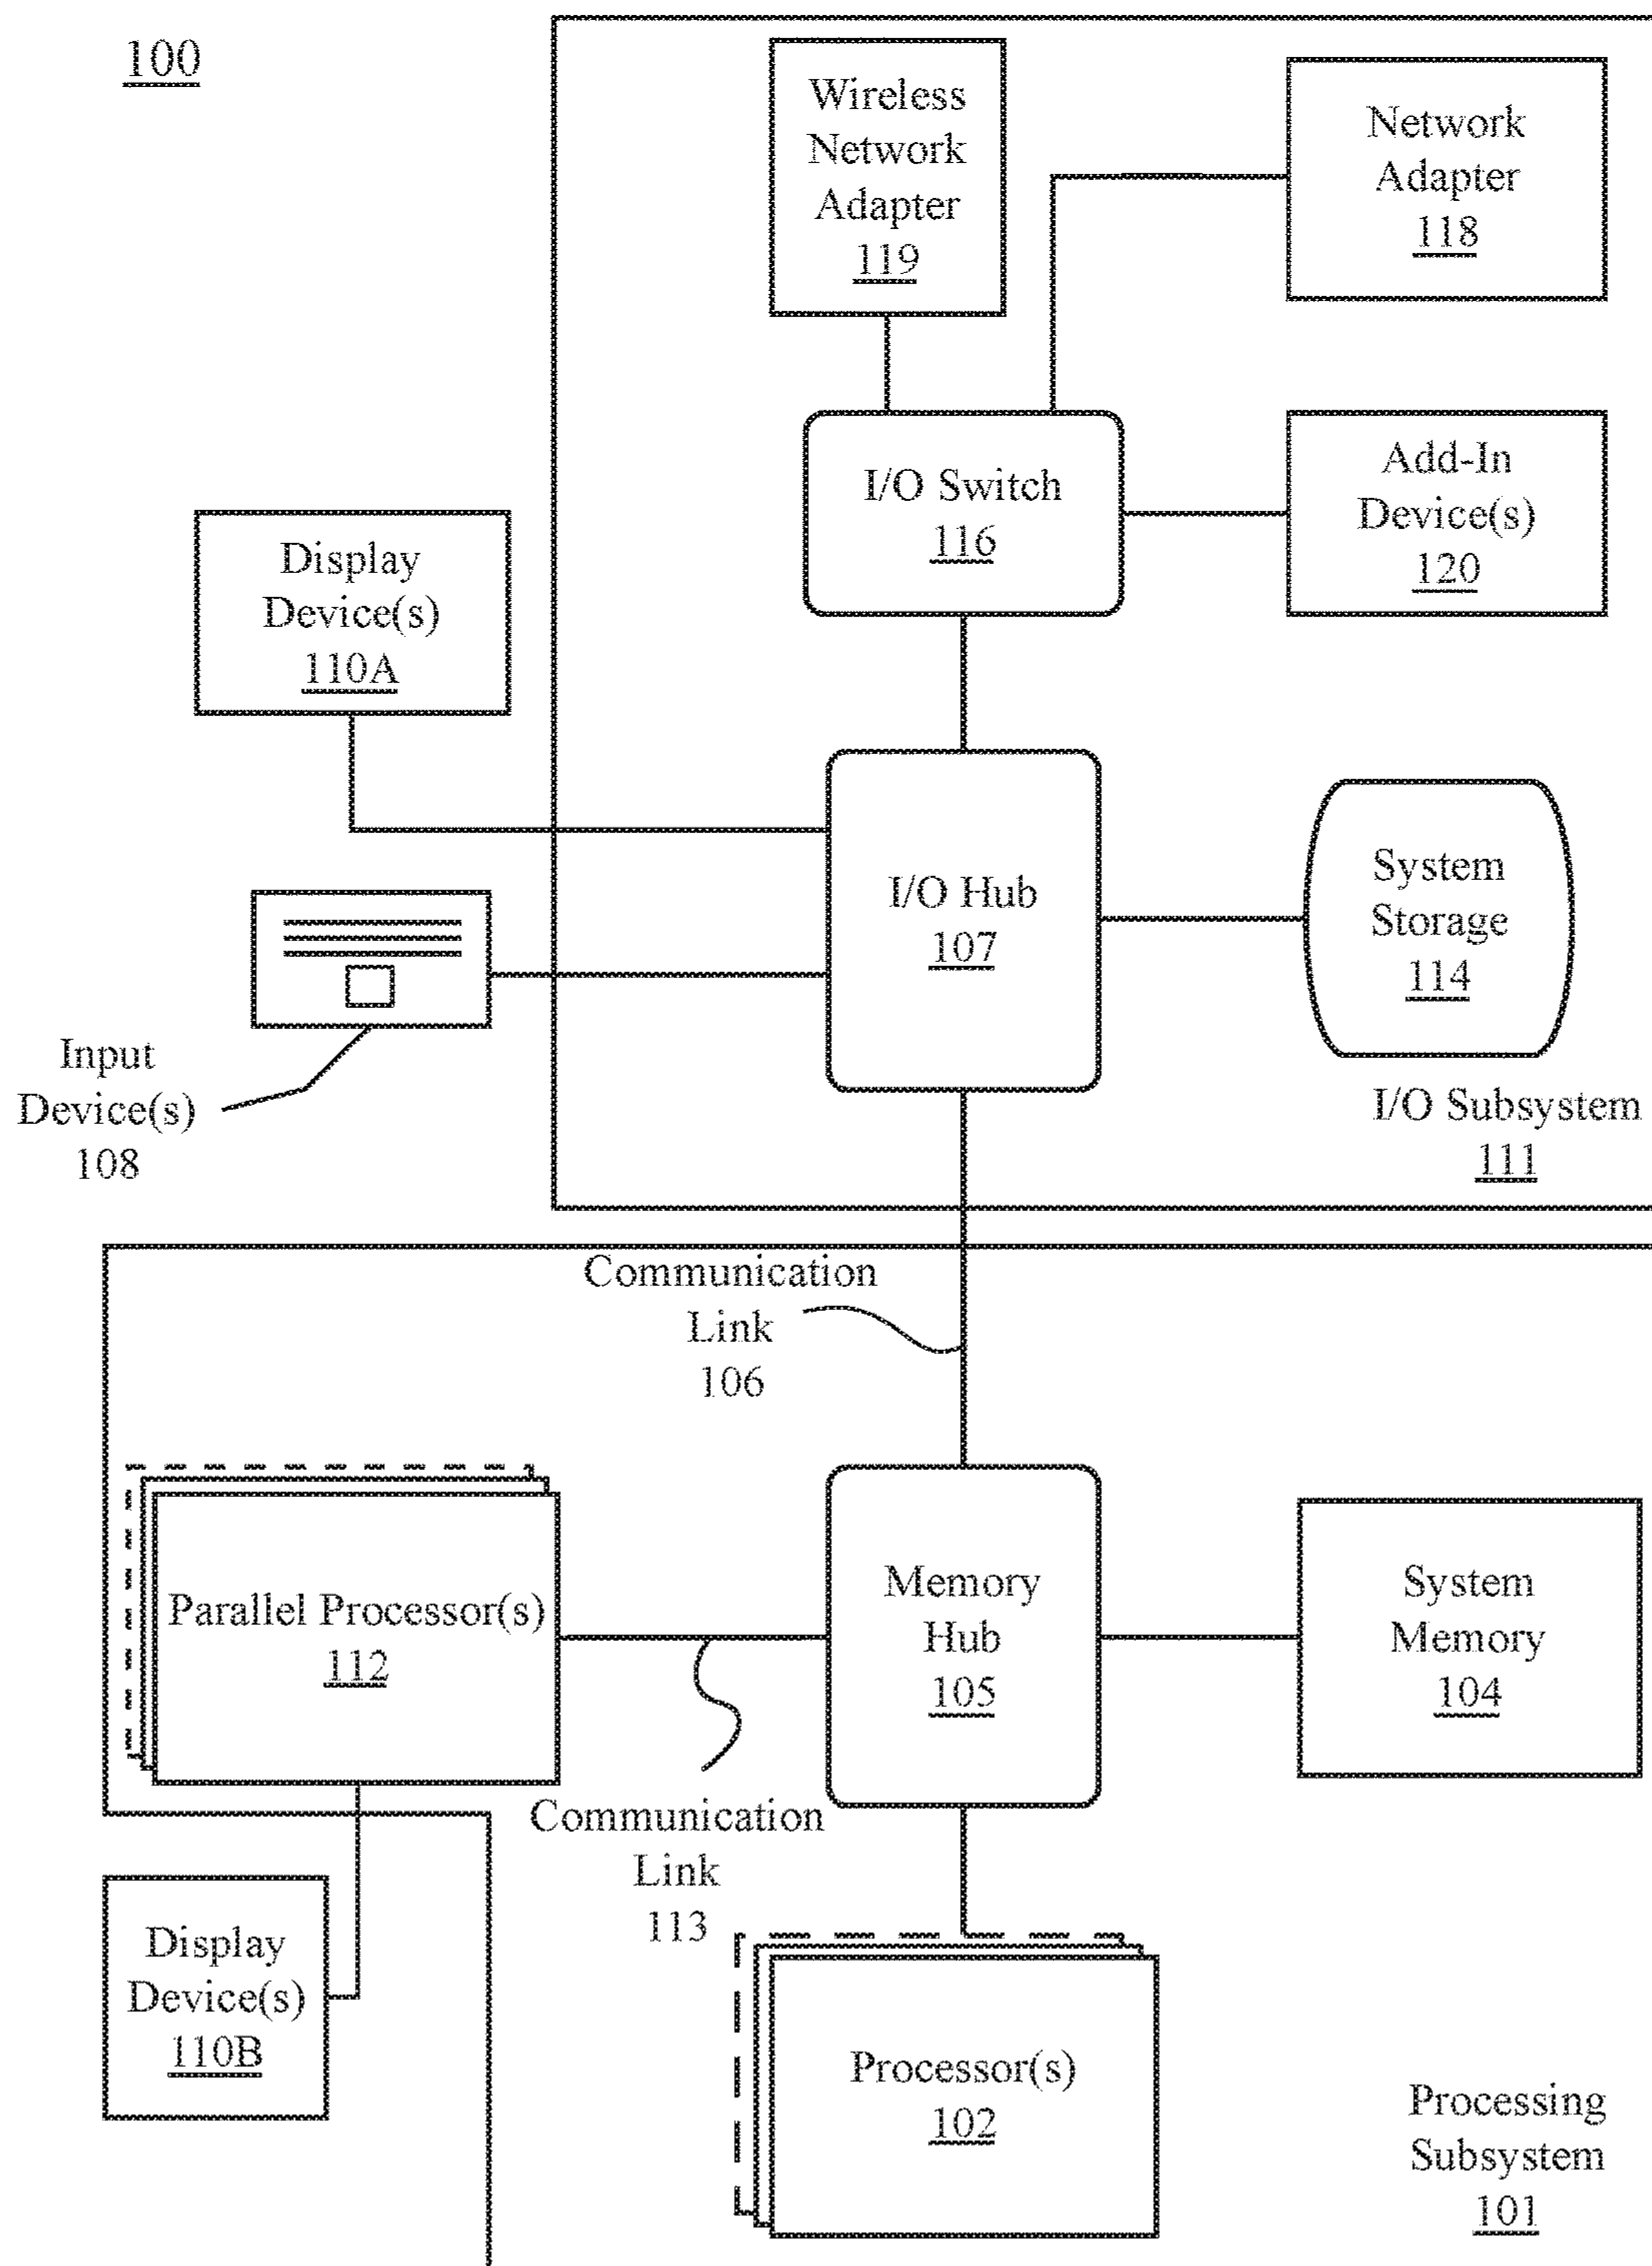 100
Wireless
Network
Adapter
119
Network
Adapter
118
I/O Switch
116
Add-In
Device(s)
120
Display
Device(s)
110A
I/O Hub
107
System
Storage
114
Input
Device(s)
108
I/O Subsystem
111
Communication
Link
106
Parallel Processor(s)
112
Memory
Hub
105
System
Memory
104
Communication
Link
113
Display
Device(s)
110B
Processor(s)
102
Processing
Subsystem
101